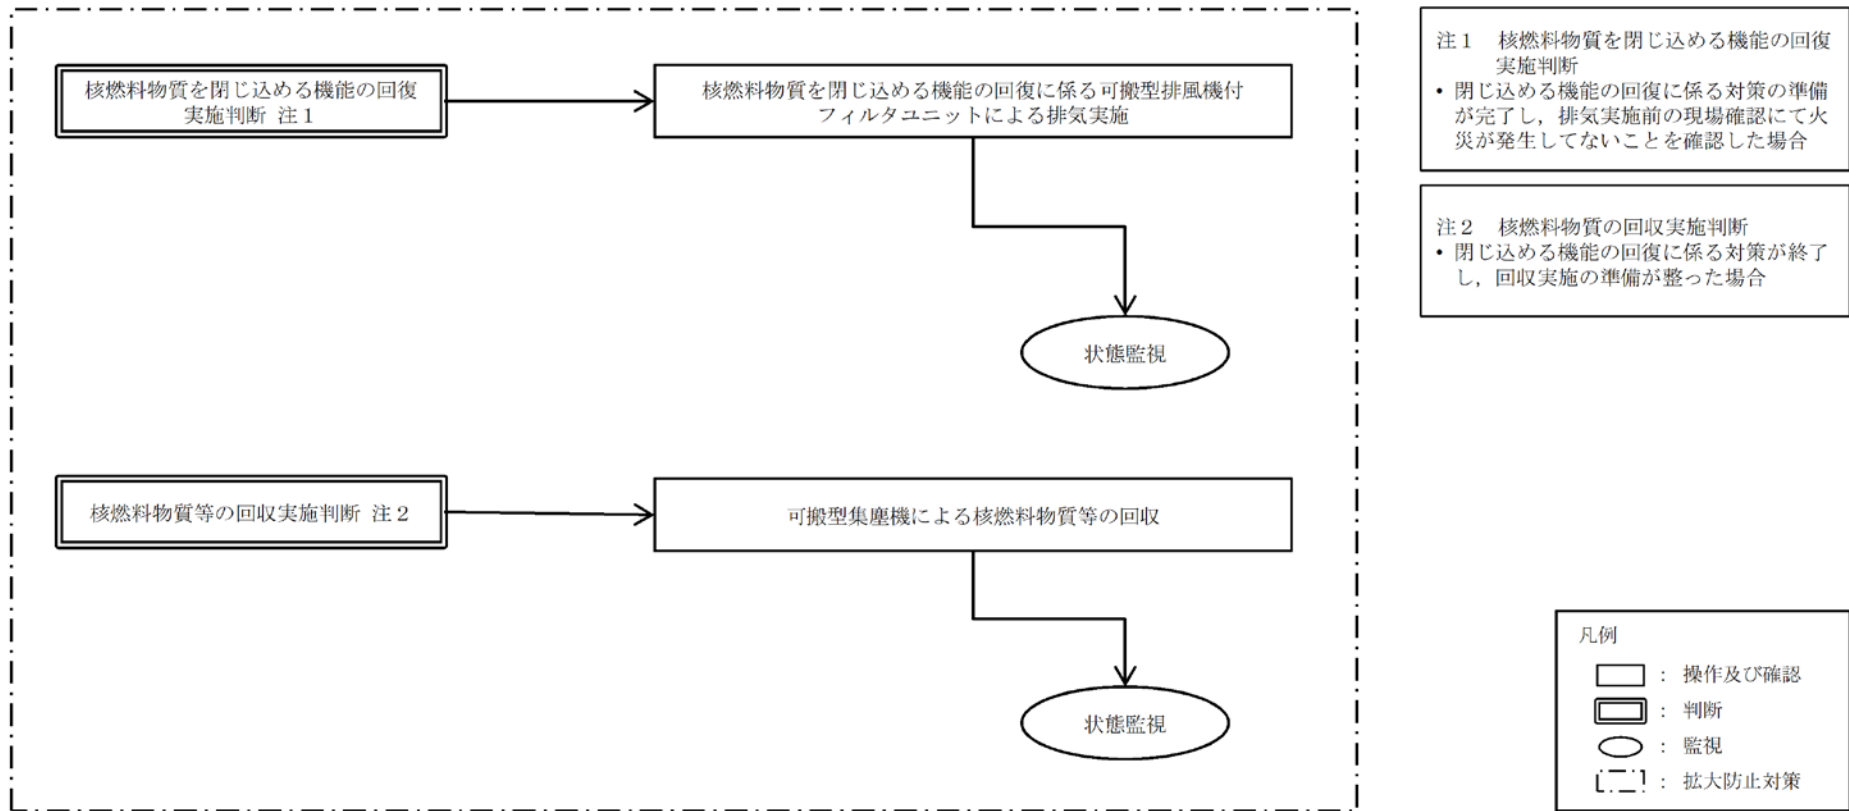 核燃料物質を閉じ込める機能の回復
実施判断 注1
核燃料物質を閉じ込める機能の回復に係る可搬型排風機付
フィルタユニットによる排気実施
状態監視
核燃料物質等の回収実施判断 注2
可搬型集塵機による核燃料物質等の回収
状態監視
注1 核燃料物質を閉じ込める機能の回復
実施判断
• 閉じ込める機能の回復に係る対策の準備
が完了し，排気実施前の現場確認にて火
災が発生してないことを確認した場合
注2 核燃料物質の回収実施判断
• 閉じ込める機能の回復に係る対策が終了
し，回収実施の準備が整った場合
凡例
： 操作及び確認
： 判断
： 監視
： 拡大防止対策